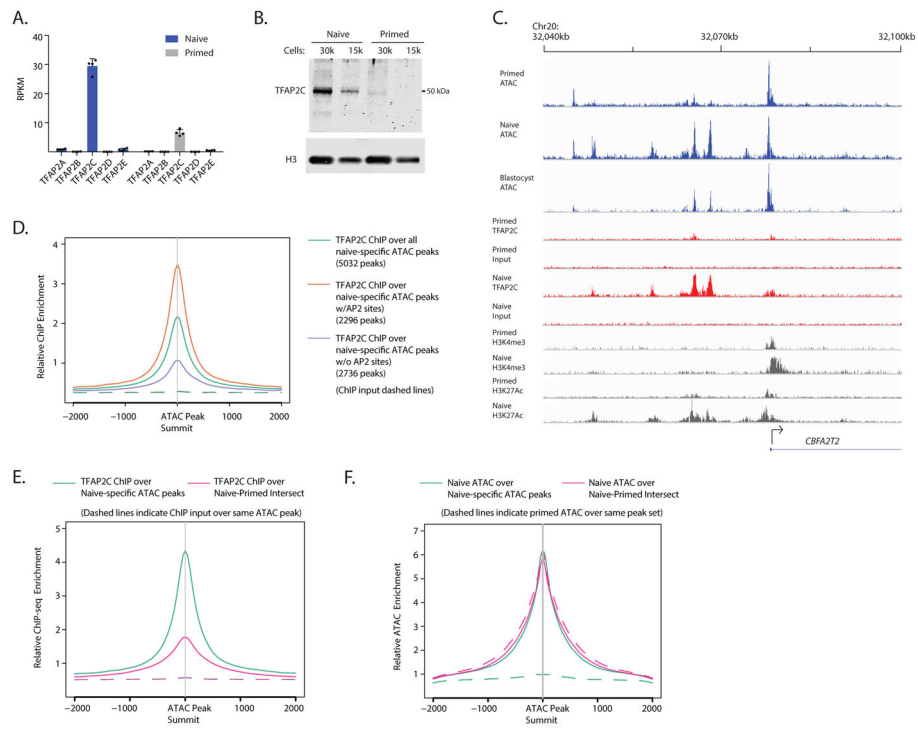 A.
40
30
20
10
RPKM
Naive
Primed
TFAP2A
TFAP2B
TFAP2C
TFAP2D
TFAP2E
TFAP2A
TFAP2B
TFAP2C
TFAP2D
TFAP2E
B.
Naive Primed
Cells: 30k 15k 30k 15k
TFAP2C
50 kDa
H3
C.
Chr20:
32,040kb 32,070kb 32,100kb
Primed
ATAC
Naive
ATAC
Blastocyst
ATAC
Primed
TFAP2C
Primed
Input
Naive
TFAP2C
Naive
Input
Primed
H3K4me3
Naive
H3K4me3
Primed
H3K27Ac
Naive
H3K27Ac
CBFA2T2
D.
4
3
2
1
Relative ChIP Enrichment
−2000 −1000 ATAC Peak 1000 2000
Summit
TFAP2C ChIP over all
naive-specific ATAC peaks
(5032 peaks)
TFAP2C ChIP over
naive-specific ATAC peaks
w/AP2 sites)
(2296 peaks)
TFAP2C ChIP over
naive-specific ATAC peaks
w/o AP2 sites)
(2736 peaks)
(ChIP input dashed lines)
E.
TFAP2C ChIP over
Naive-specific ATAC peaks
TFAP2C ChIP over
Naive-Primed Intersect
(Dashed lines indicate ChIP input over same ATAC peak)
5
4
3
2
1
Relative ChIP-seq Enrichment
−2000 −1000 ATAC Peak 1000 2000
Summit
F.
Naive ATAC over
Naive-specific ATAC peaks
Naive ATAC over
Naive-Primed Intersect
(Dashed lines indicate primed ATAC over same peak set)
7
6
5
4
3
2
1
Relative ATAC Enrichment
−2000 −1000 ATAC Peak 1000 2000
Summit